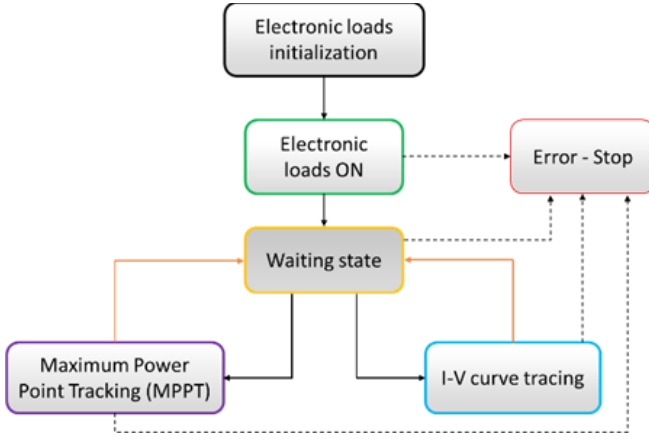 Electronic loads
initialization
Electronic
loads ON
Error - Stop
Waiting state
Maximum Power
Point Tracking (MPPT)
I-V curve tracing